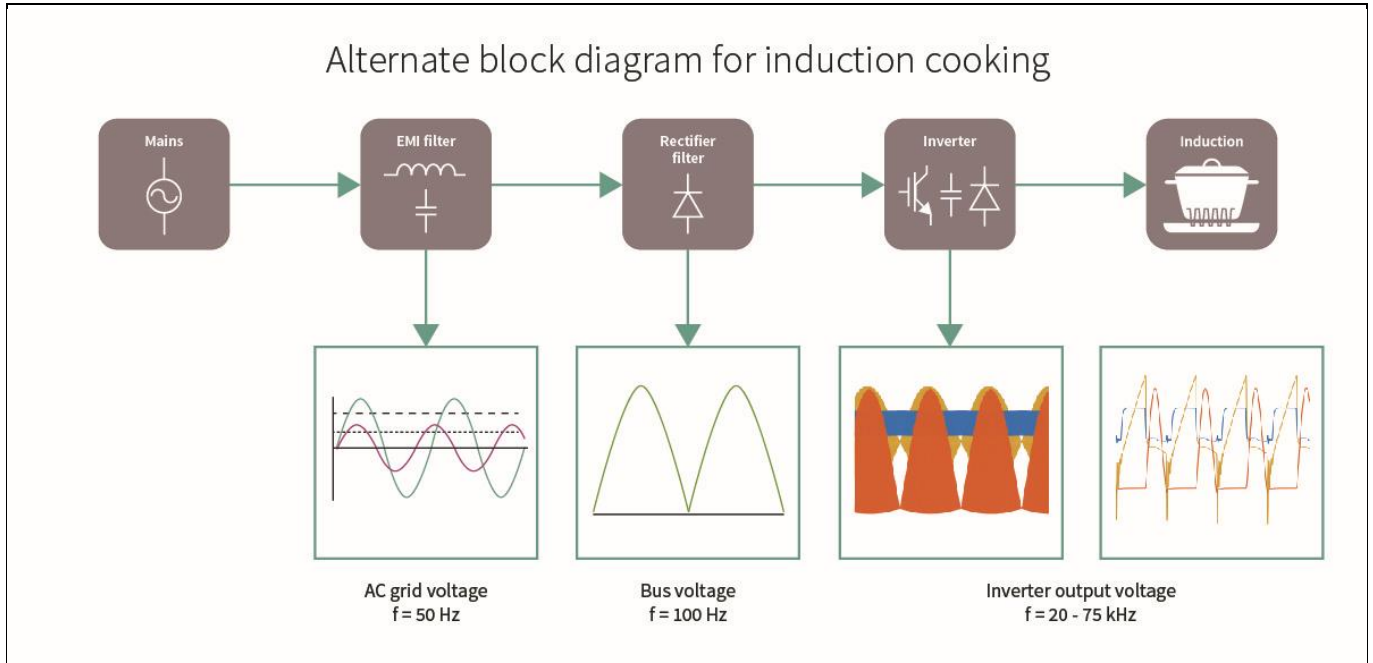 Alternate block diagram for induction cooking
Mains
EMI filter
Rectifier
filter
Inverter
Induction
AC grid voltage
f = 50 Hz
Bus voltage
f = 100 Hz
Inverter output voltage
f = 20 - 75 kHz